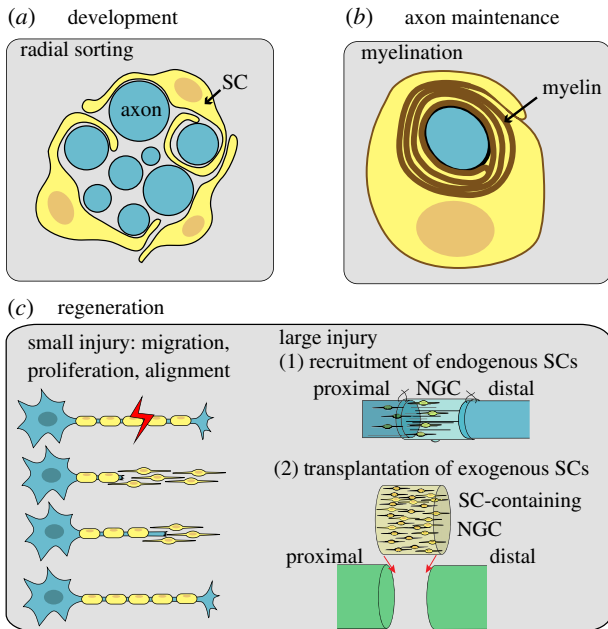 (a) development
radial sorting
SC
axon
(b) axon maintenance
myelination
myelin
(c) regeneration
small injury: migration,
proliferation, alignment
large injury
(1) recruitment of endogenous SCs
proximal NGC distal
(2) transplantation of exogenous SCs
SC-containing
NGC
proximal distal